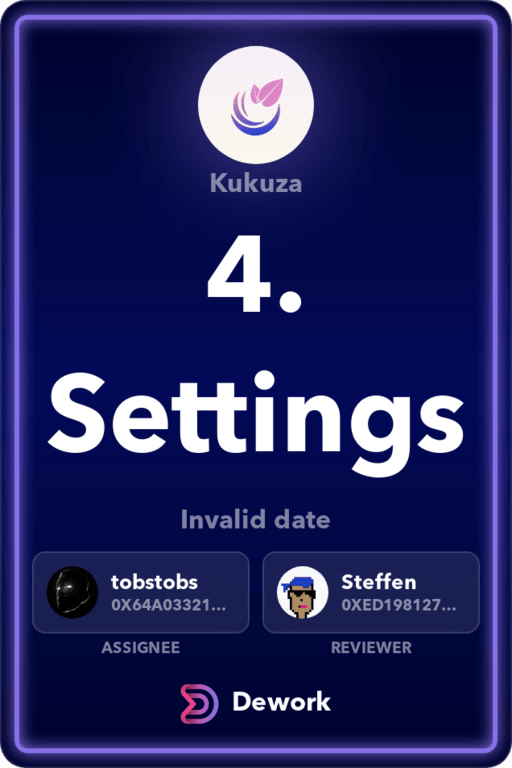 Kukuza
4.
Settings
Invalid date
tobstobs
0X64A03321...
ASSIGNEE
Steffen
0XED198127...
REVIEWER
Dework